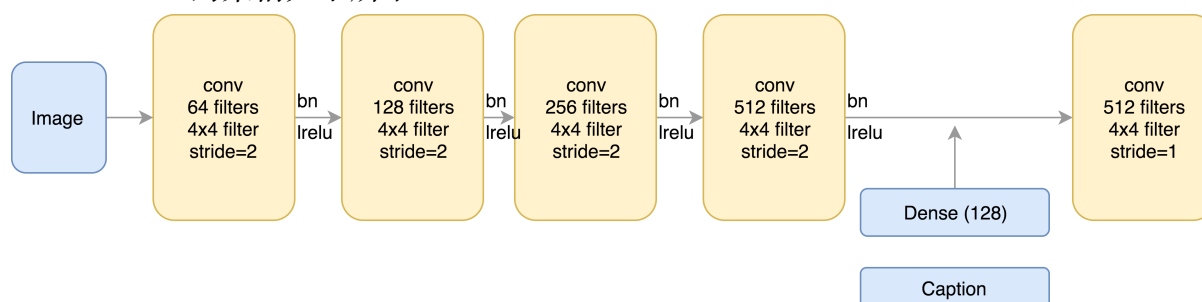 Image
conv
64 filters
4x4 filter
stride=2
bn
lrelu
conv
128 filters
4x4 filter
stride=2
bn
lrelu
conv
256 filters
4x4 filter
stride=2
bn
lrelu
conv
512 filters
4x4 filter
stride=2
bn
lrelu
conv
512 filters
4x4 filter
stride=1
Dense (128)
Caption